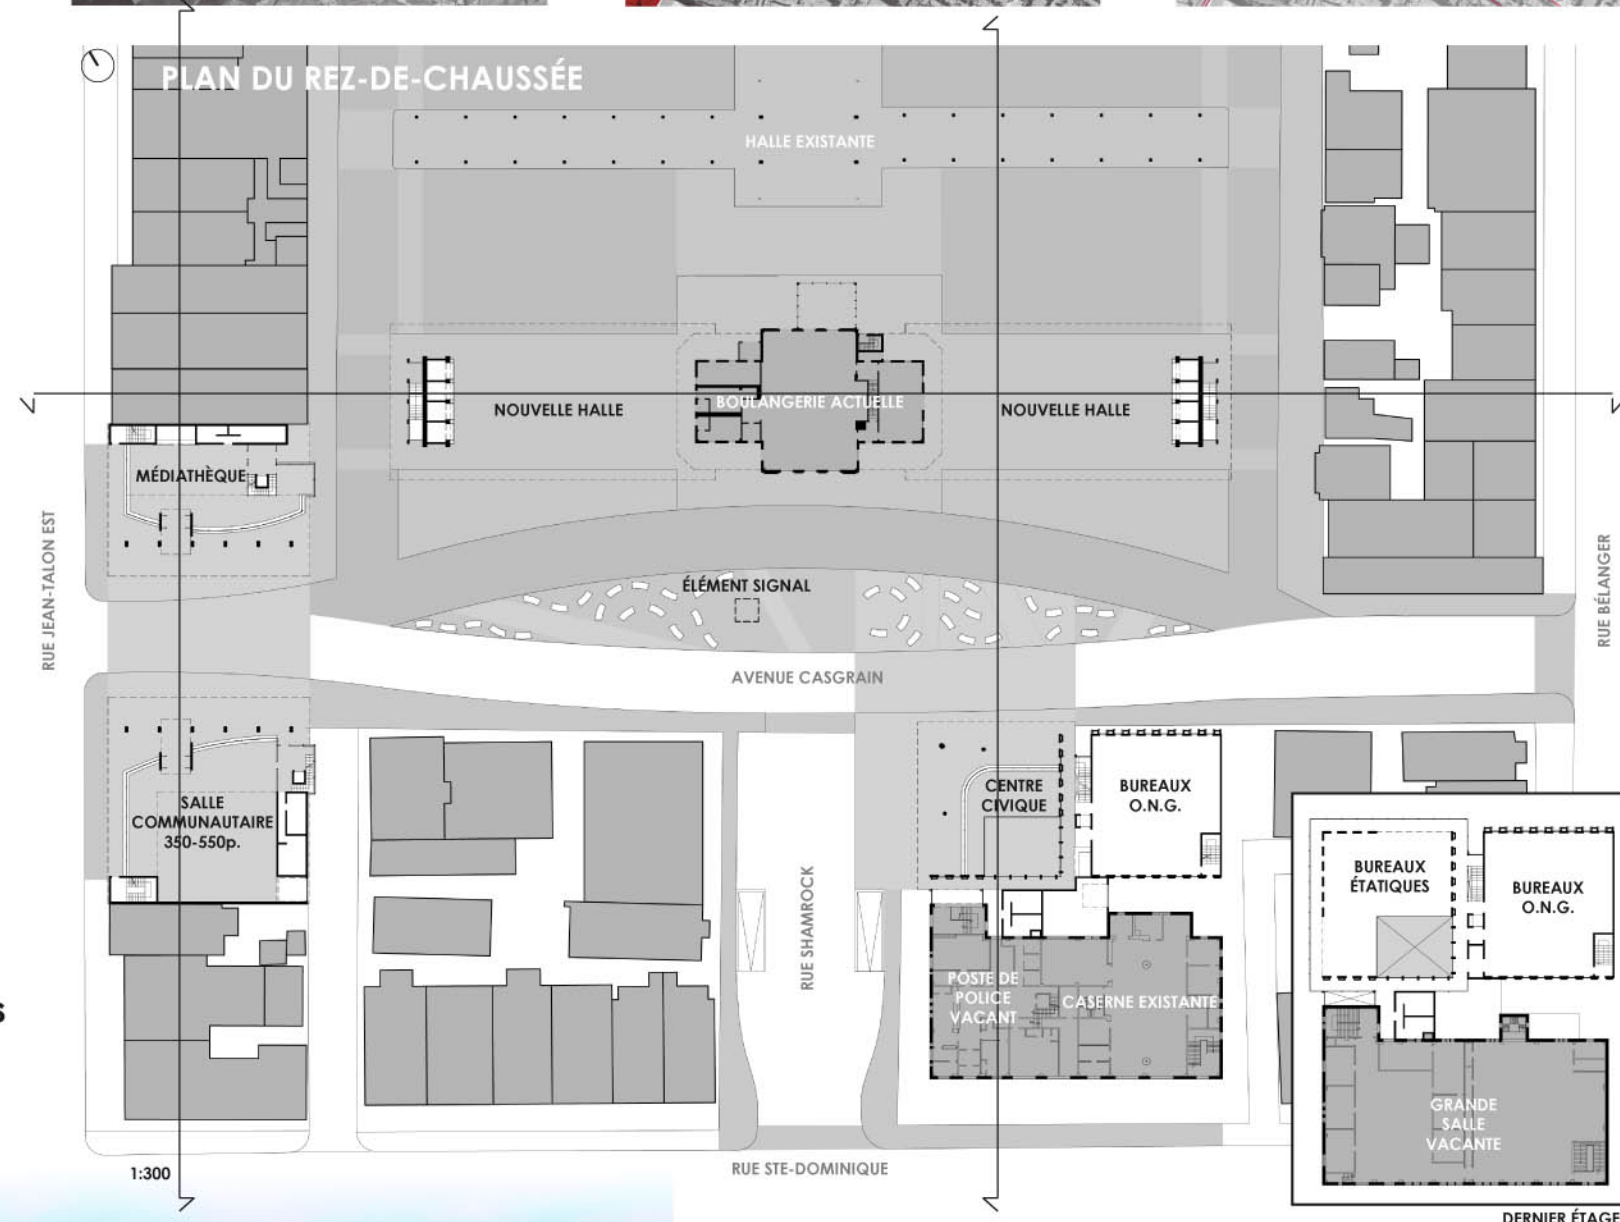 PLAN DU REZ-DE-CHAUSSÉE
HALLE EXISTANTE
NOUVELLE HALLE
BOULANGERIE ACTUELLE
NOUVELLE HALLE
MÉDIATHÈQUE
RUE JEAN-TALON EST
ÉLÉMENT SIGNAL
RUE BÉLANGER
AVENUE CASGRAIN
SALLE
COMMUNAUTAIRE
350-550p.
CENTRE
CIVIQUE
BUREAUX
O.N.G.
RUE SHAMROCK
BUREAUX
ÉTATIQUES
BUREAUX
O.N.G.
POSTE DE
POLICE
VACANT
CASERNE EXISTANTE
S
GRANDE
SALLE
VACANTE
1:300
RUE STE-DOMINIQUE
DERNIER ÉTAGE